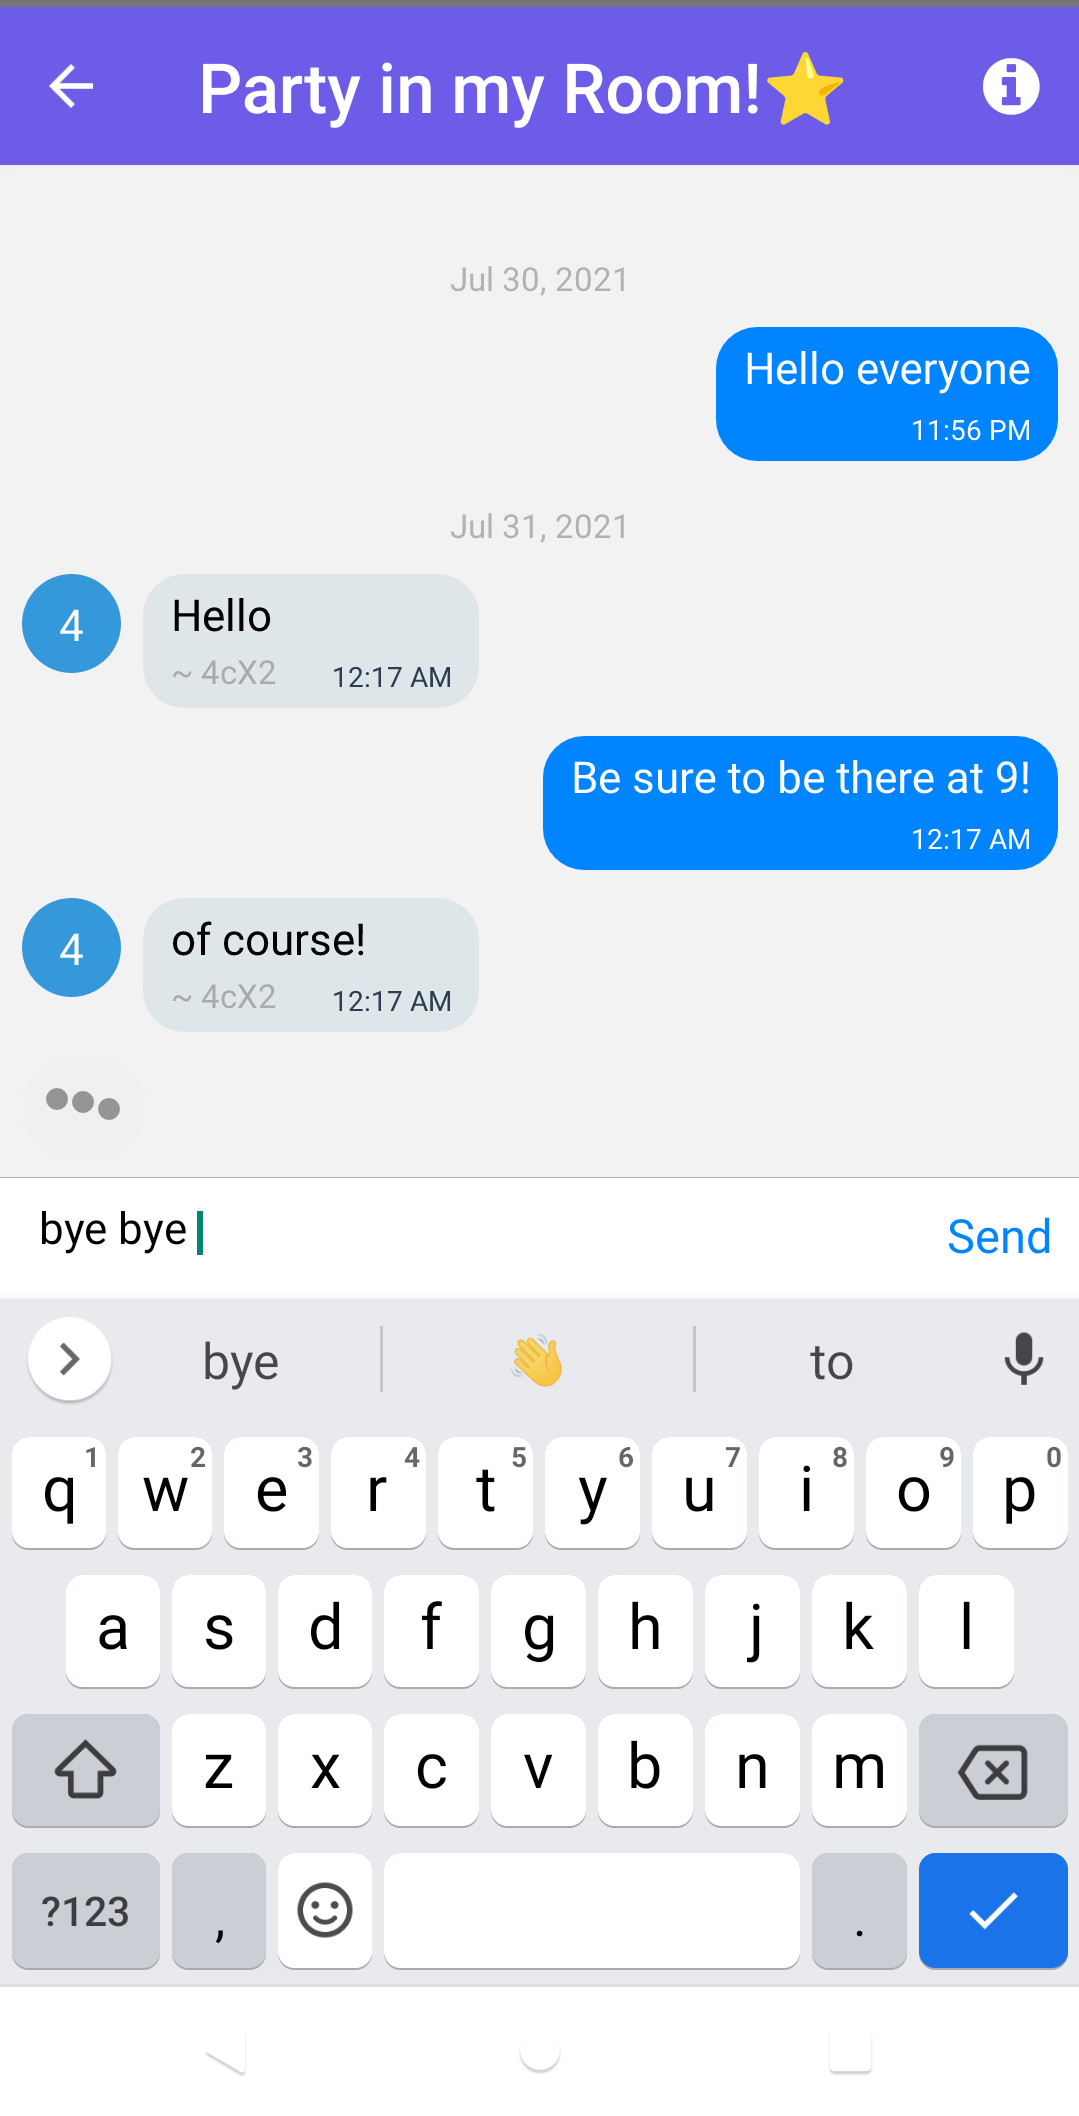 Party in my Room!⭐
Jul 30, 2021
Hello everyone
11:56 PM
Jul 31, 2021
4
Hello
~ 4cX2 12:17 AM
Be sure to be there at 9!
12:17 AM
4
of course!
~ 4cX2 12:17 AM
bye bye
Send
bye 👋 to
1 2 3 4 5 6 7 8 9 0
q w e r t y u i o p
a s d f g h j k l
z x c v b n m
?123 , .